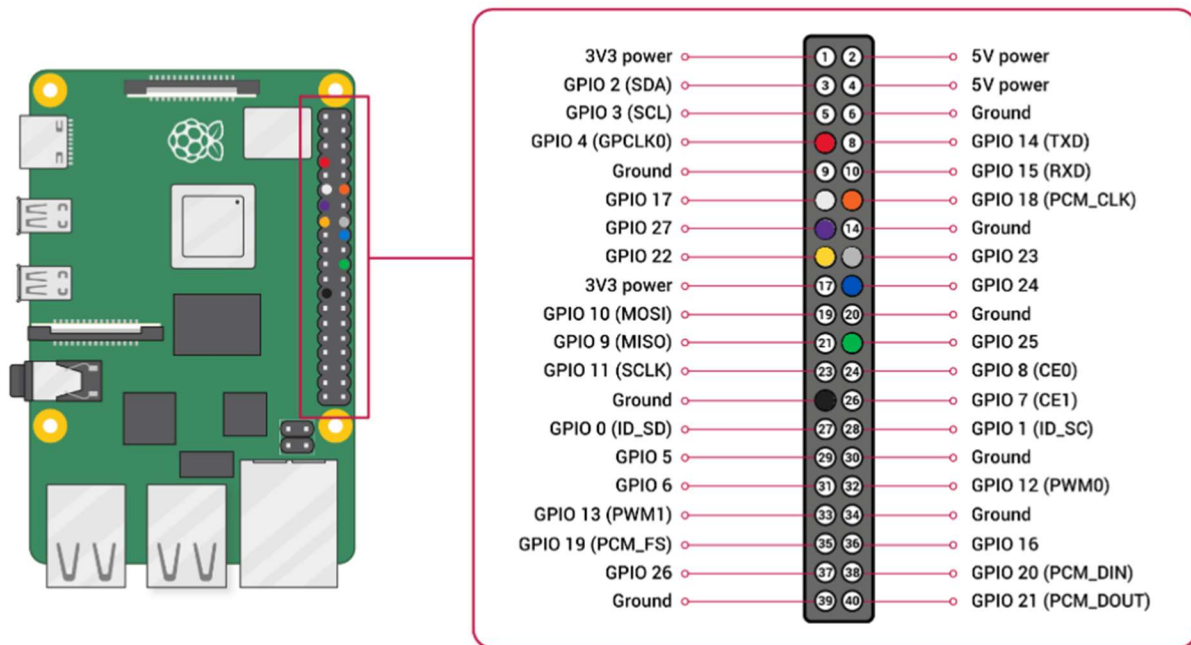 3V3 power 1 2 5V power
GPIO 2 (SDA) 3 4 5V power
GPIO 3 (SCL) 5 6 Ground
GPIO 4 (GPCLK0) 8 GPIO 14 (TXD)
Ground 9 10 GPIO 15 (RXD)
GPIO 17 GPIO 18 (PCM_CLK)
GPIO 27 14 Ground
GPIO 22 GPIO 23
3V3 power 17 GPIO 24
GPIO 10 (MOSI) 19 20 Ground
GPIO 9 (MISO) 21 GPIO 25
GPIO 11 (SCLK) 23 24 GPIO 8 (CE0)
Ground 26 GPIO 7 (CE1)
GPIO 0 (ID_SD) 27 28 GPIO 1 (ID_SC)
GPIO 5 29 30 Ground
GPIO 6 31 32 GPIO 12 (PWM0)
GPIO 13 (PWM1) 33 34 Ground
GPIO 19 (PCM_FS) 35 36 GPIO 16
GPIO 26 37 38 GPIO 20 (PCM_DIN)
Ground 39 40 GPIO 21 (PCM_DOUT)